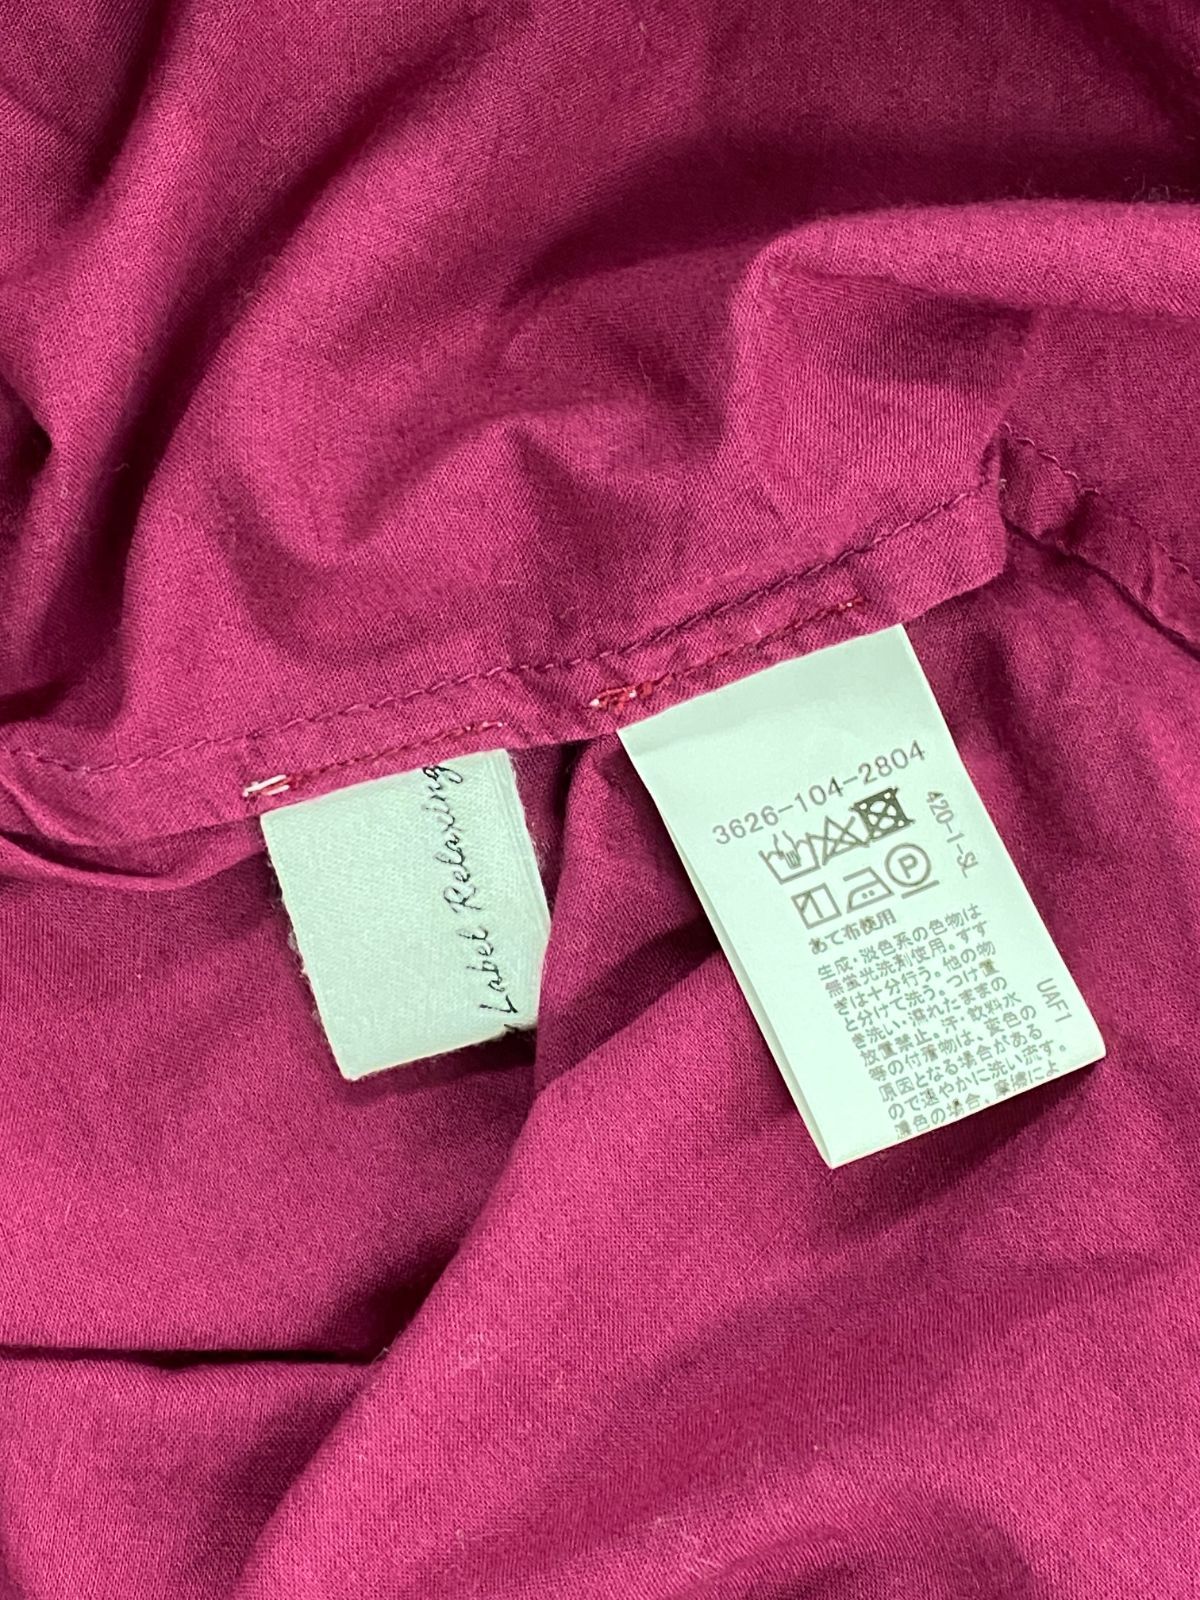 Label Relaxing
3626-104-2804
420-1-SL
あて布使用
生成・淡色系の色物は
無蛍光洗剤使用。すす
ぎは十分行う。他の物
と分けて洗う。つけ置
き洗い・濡れたままの
放置禁止。汗・飲料水
等の付着物は、変色の
原因となる場合がある
ので速やかに洗い流す。
濃色の場合、摩擦によ
UAF1